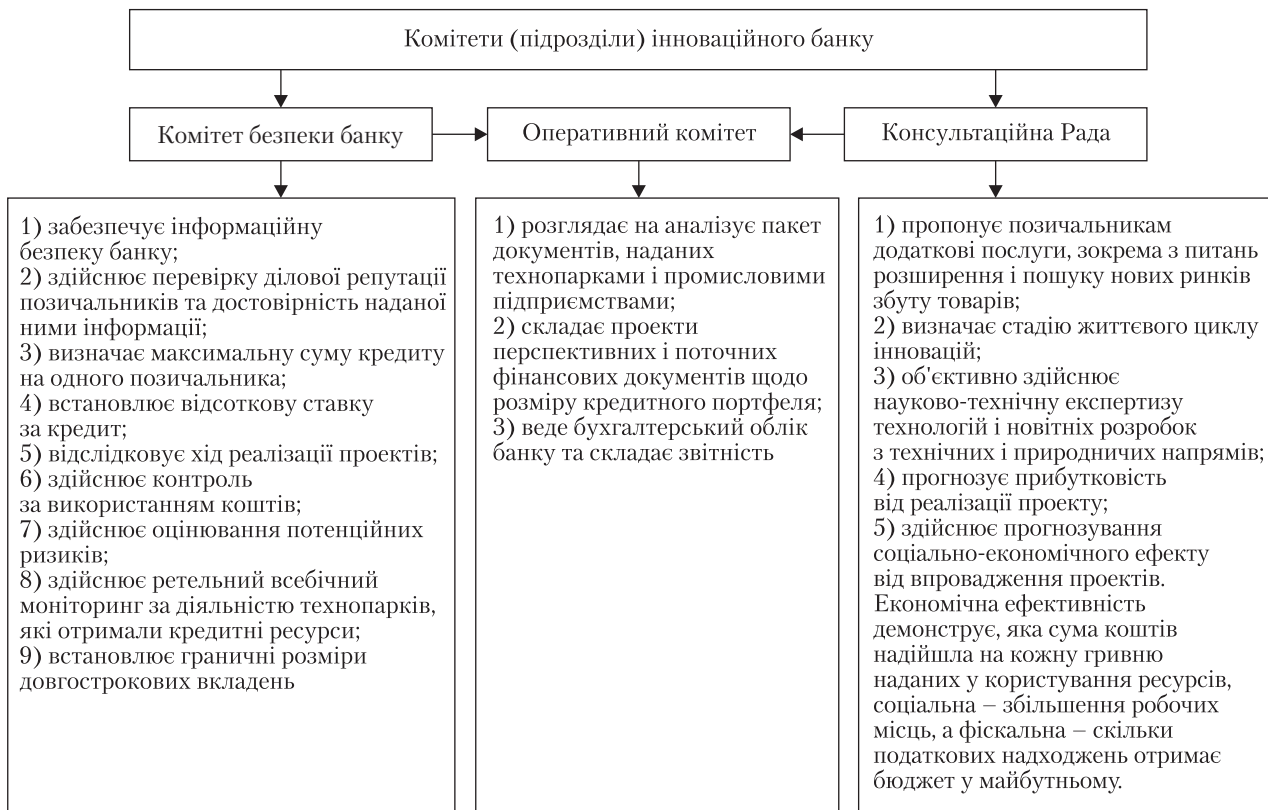 Комітети (підрозділи) інноваційного банку
Комітет безпеки банку
Оперативний комітет
Консультаційна Рада
1) забезпечує інформаційну
безпеку банку;
2) здійснює перевірку ділової репутації
позичальників та достовірність наданої
ними інформації;
3) визначає максимальну суму кредиту
на одного позичальника;
4) встановлює відсоткову ставку
за кредит;
5) відслідковує хід реалізації проектів;
6) здійснює контроль
за використанням коштів;
7) здійснює оцінювання потенційних
ризиків;
8) здійснює ретельний всебічний
моніторинг за діяльністю технопарків,
які отримали кредитні ресурси;
9) встановлює граничні розміри
довгострокових вкладень
1) розглядає на аналізує пакет
документів, наданих
технопарками і промисловими
підприємствами;
2) складає проекти
перспективних і поточних
фінансових документів щодо
розміру кредитного портфеля;
3) веде бухгалтерський облік
банку та складає звітність
1) пропонує позичальникам
додаткові послуги, зокрема з питань
розширення і пошуку нових ринків
збуту товарів;
2) визначає стадію життєвого циклу
інновацій;
3) об'єктивно здійснює
науково-технічну експертизу
технологій і новітніх розробок
з технічних і природничих напрямів;
4) прогнозує прибутковість
від реалізації проекту;
5) здійснює прогнозування
соціально-економічного ефекту
від впровадження проектів.
Економічна ефективність
демонструє, яка сума коштів
надійшла на кожну гривню
наданих у користування ресурсів,
соціальна – збільшення робочих
місць, а фіскальна – скільки
податкових надходжень отримає
бюджет у майбутньому.